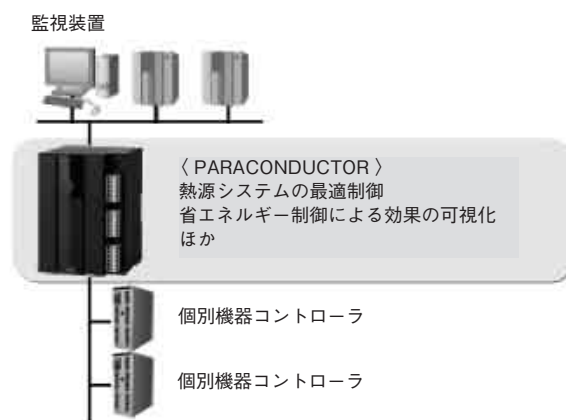 監視装置
〈 PARACONDUCTOR 〉
熱源システムの最適制御
省エネルギー制御による効果の可視化
ほか
個別機器コントローラ
個別機器コントローラ